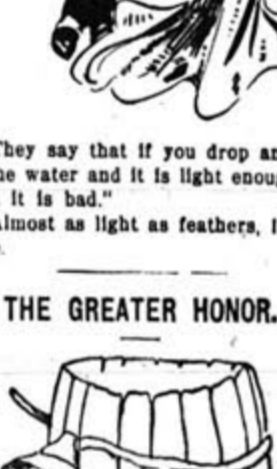 They say that if you drop an
the water and it is light enoug
it is bad."
Almost as light as feathers, I
THE GREATER HONOR.